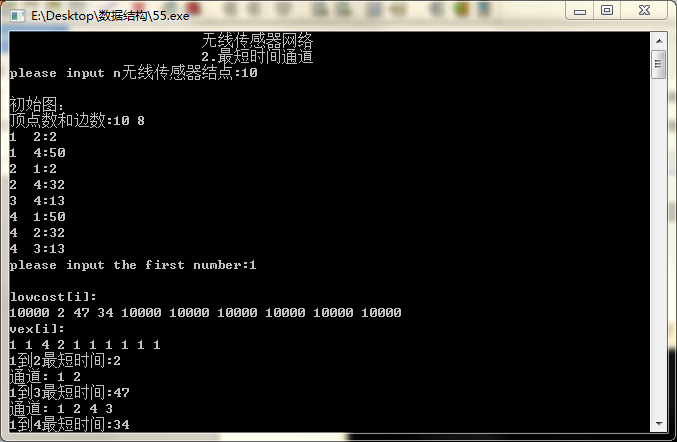 E:\Desktop\数据结构\55.exe
无线传感器网络
2.最短时间通道
please input n无线传感器结点:10
初始图:
顶点数和边数:10 8
1  2:2
1  4:50
2  1:2
2  4:32
3  4:13
4  1:50
4  2:32
4  3:13
please input the first number:1
lowcost[i]:
10000 2 47 34 10000 10000 10000 10000 10000 10000
vex[i]:
1 1 4 2 1 1 1 1 1 1
1到2最短时间:2
通道: 1 2
1到3最短时间:47
通道: 1 2 4 3
1到4最短时间:34